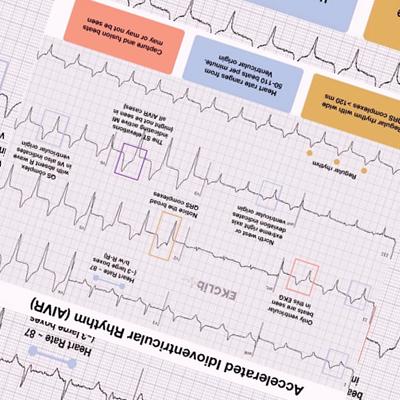 Accelerated Idioventricular Rhythm (AIVR)
Heart Rate ~ 87
(~3 large boxes
Heart Rate ~ 87
(~3 large boxes
b/w R-R)
EKGLIb
Only ventricular
beats are seen
in this EKG
Notice the broad
QRS complexes
North west axis or
extreme right axis
deviation indicates
ventricular origin
QS complex
with absent R wave
in V6 also indicates
ventricular origin
The ST elevations
indicating active MI
(might not be seen in
all AIVR cases)
Regular rhythm
Regular rhythm with wide
QRS complexes >120 ms
Heart rate ranges from
50-110 beats per minute.
Ventricular origin
Capture and fusion beats
may or may not be seen